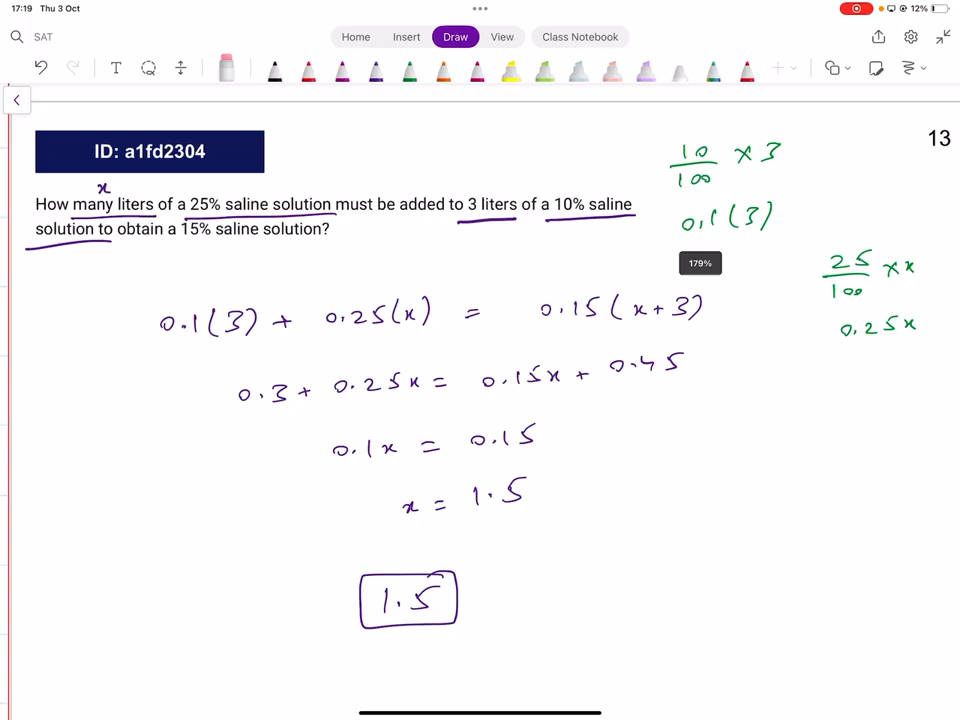 17:19 Thu 3 Oct
12%
SAT
Home Insert Draw View Class Notebook
T
13
ID: a1fd2304
x
How many liters of a 25% saline solution must be added to 3 liters of a 10% saline
solution to obtain a 15% saline solution?
10/100 × 3
0.1(3)
179%
25/100 × x
0.25x
0.1(3) + 0.25(x) = 0.15(x+3)
0.3 + 0.25x = 0.15x + 0.45
0.1x = 0.15
x = 1.5
1.5